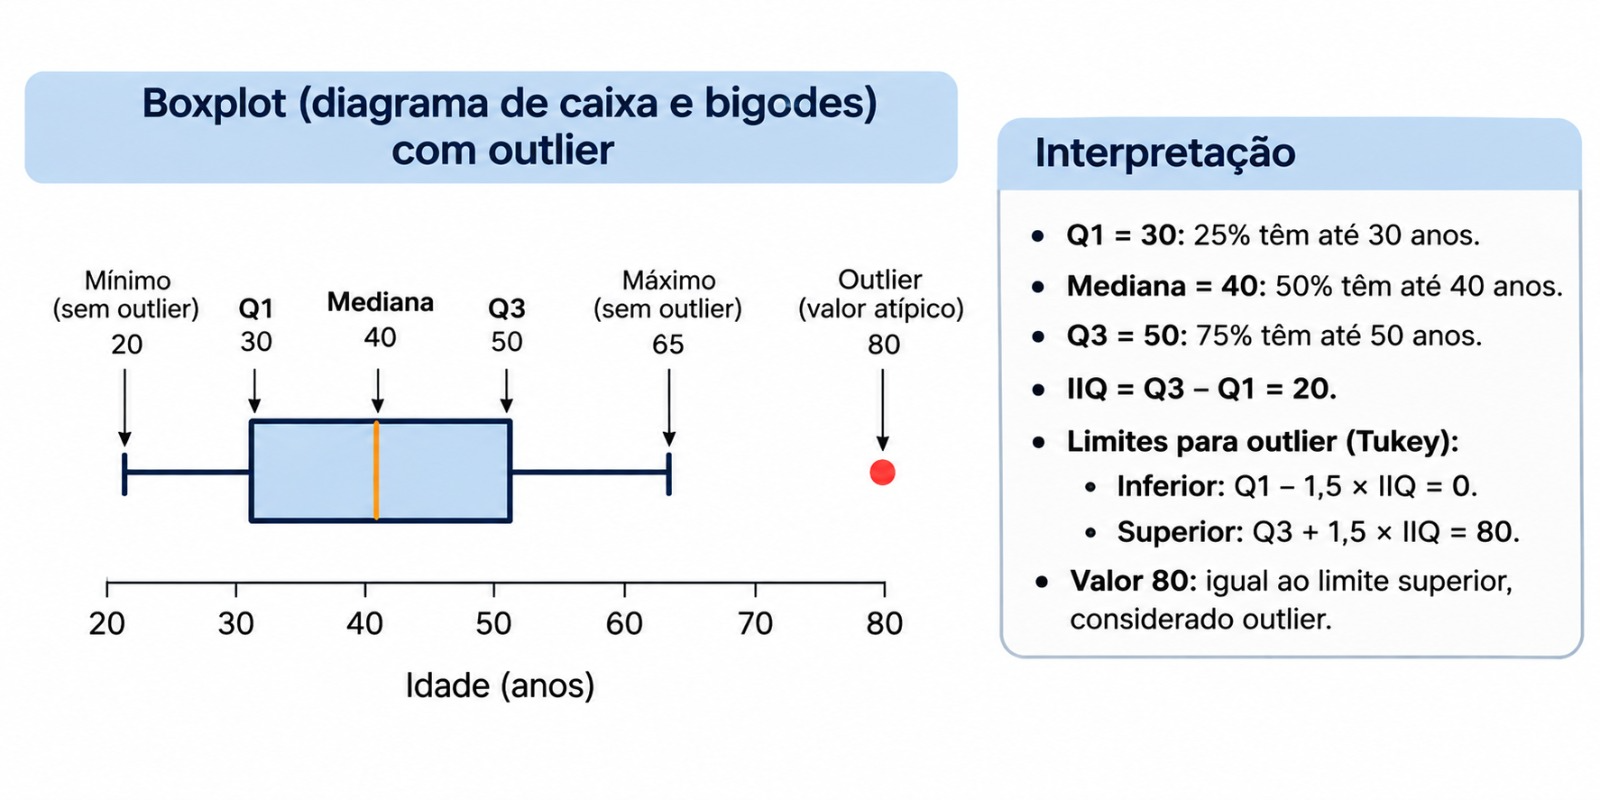 Boxplot (diagrama de caixa e bigodes)
com outlier
Mínimo
(sem outlier)
20
Q1
30
Mediana
40
Q3
50
Máximo
(sem outlier)
65
Outlier
(valor atípico)
80
20 30 40 50 60 70 80
Idade (anos)
Interpretação
• Q1 = 30: 25% têm até 30 anos.
• Mediana = 40: 50% têm até 40 anos.
• Q3 = 50: 75% têm até 50 anos.
• IIQ = Q3 – Q1 = 20.
• Limites para outlier (Tukey):
• Inferior: Q1 – 1,5 × IIQ = 0.
• Superior: Q3 + 1,5 × IIQ = 80.
• Valor 80: igual ao limite superior,
considerado outlier.